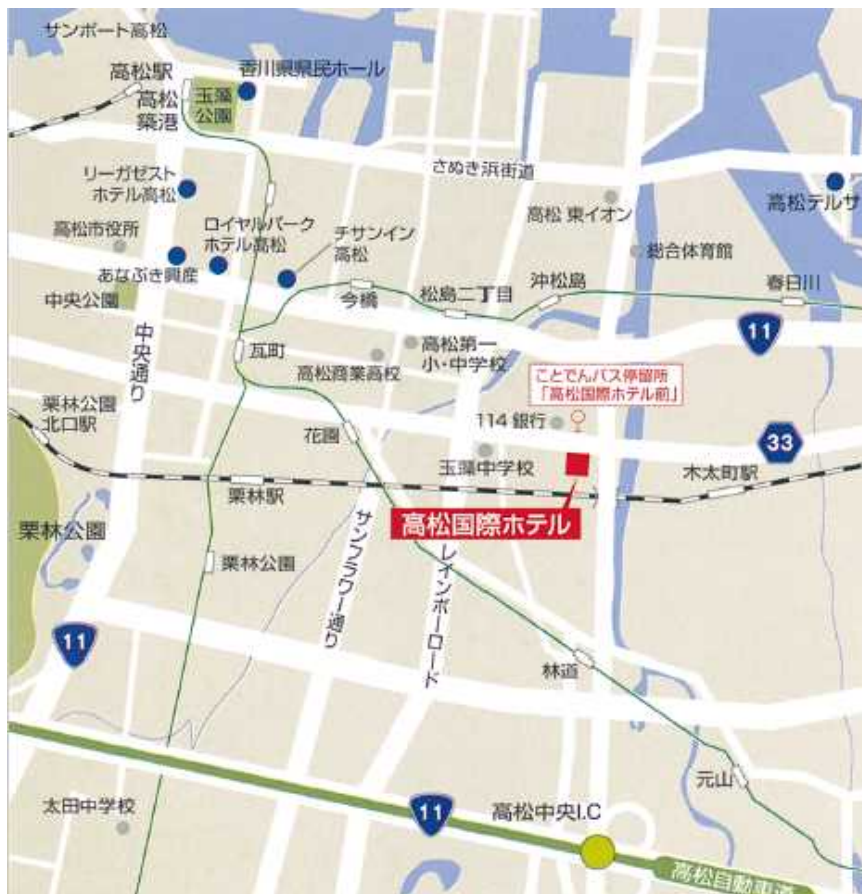 サンポート高松
高松駅
香川県県民ホール
高松
築港
玉藻
公園
さぬき浜街道
リーガゼスト
ホテル高松
高松テルサ
高松 東イオン
高松市役所
ロイヤルパーク
ホテル高松
チサンイン
高松
総合体育館
あなぶき興産
中央公園
今橋
松島二丁目
沖松島
春日川
11
中央通り
瓦町
高松商業高校
高松第一
小・中学校
ことでんバス停留所
「高松国際ホテル前」
栗林公園
北口駅
花園
114 銀行
33
玉藻中学校
木太町駅
栗林駅
高松国際ホテル
栗林公園
栗林公園
サンフラワー通り
レインボーロード
11
林道
元山
太田中学校
11
高松中央I.C
高松自動車道